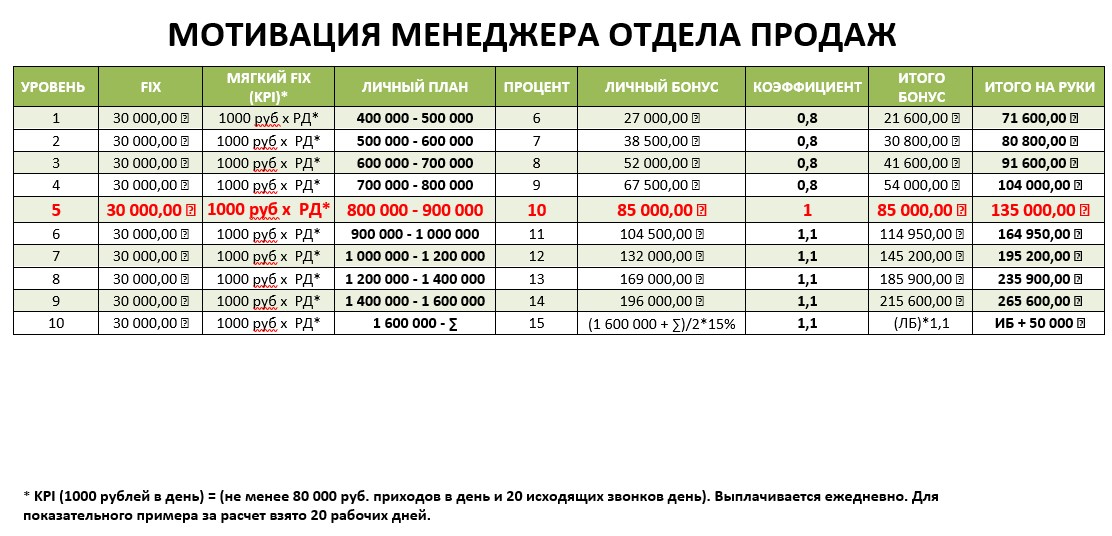 МОТИВАЦИЯ МЕНЕДЖЕРА ОТДЕЛА ПРОДАЖ
УРОВЕНЬ FIX МЯГКИЙ FIX (KPI)* ЛИЧНЫЙ ПЛАН ПРОЦЕНТ ЛИЧНЫЙ БОНУС КОЭФФИЦИЕНТ ИТОГО БОНУС ИТОГО НА РУКИ
1 30 000,00 1000 руб х РД* 400 000 - 500 000 6 27 000,00 0,8 21 600,00 71 600,00
2 30 000,00 1000 руб х РД* 500 000 - 600 000 7 38 500,00 0,8 30 800,00 80 800,00
3 30 000,00 1000 руб х РД* 600 000 - 700 000 8 52 000,00 0,8 41 600,00 91 600,00
4 30 000,00 1000 руб х РД* 700 000 - 800 000 9 67 500,00 0,8 54 000,00 104 000,00
5 30 000,00 1000 руб х РД* 800 000 - 900 000 10 85 000,00 1 85 000,00 135 000,00
6 30 000,00 1000 руб х РД* 900 000 - 1 000 000 11 104 500,00 1,1 114 950,00 164 950,00
7 30 000,00 1000 руб х РД* 1 000 000 - 1 200 000 12 132 000,00 1,1 145 200,00 195 200,00
8 30 000,00 1000 руб х РД* 1 200 000 - 1 400 000 13 169 000,00 1,1 185 900,00 235 900,00
9 30 000,00 1000 руб х РД* 1 400 000 - 1 600 000 14 196 000,00 1,1 215 600,00 265 600,00
10 30 000,00 1000 руб х РД* 1 600 000 - ∑ 15 (1 600 000 + ∑)/2*15% 1,1 (ЛБ)*1,1 ИБ + 50 000
* KPI (1000 рублей в день) = (не менее 80 000 руб. приходов в день и 20 исходящих звонков день). Выплачивается ежедневно. Для
показательного примера за расчет взято 20 рабочих дней.